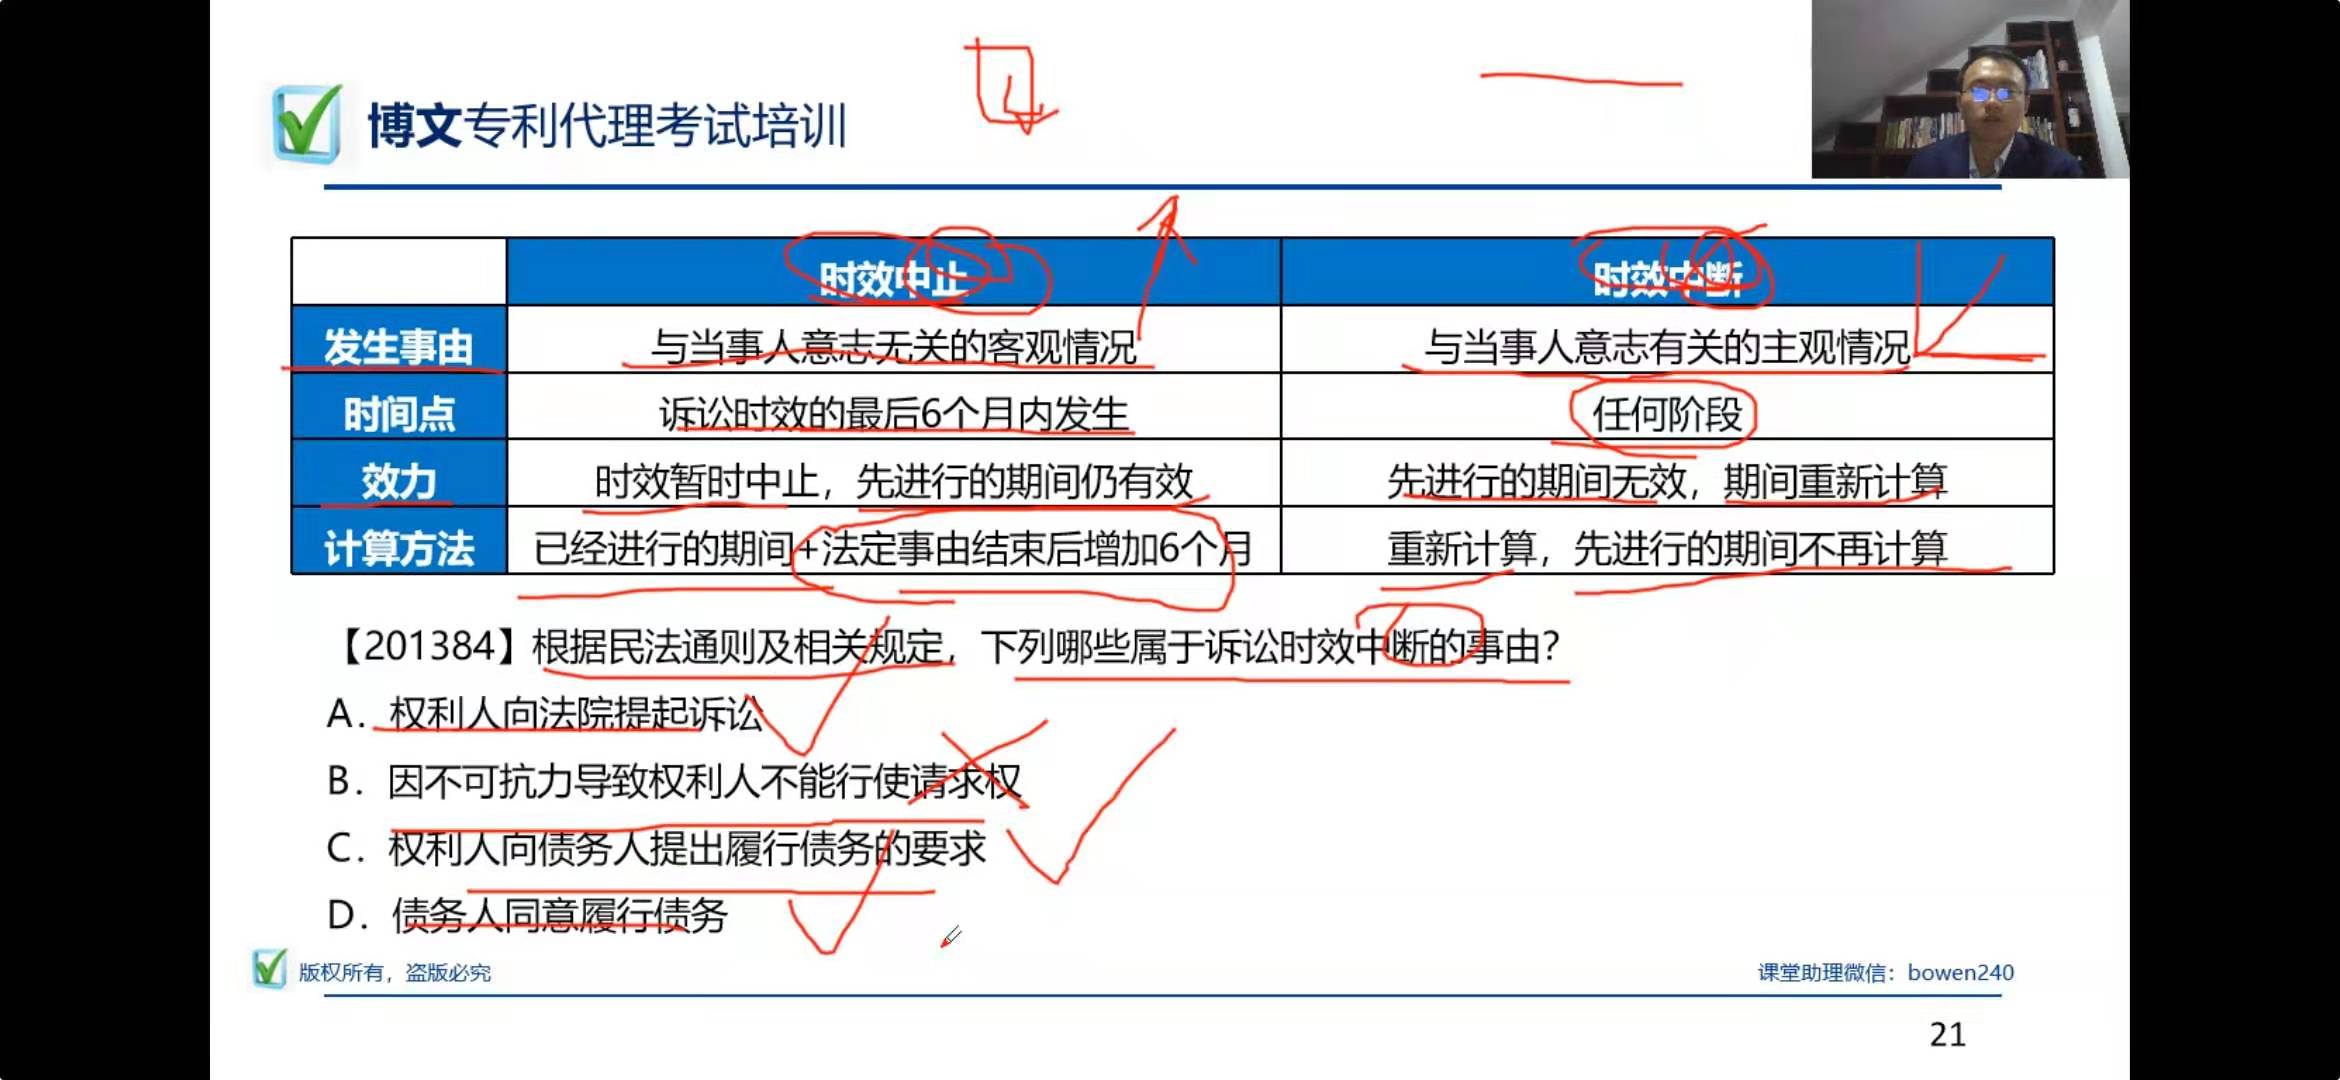 博文专利代理考试培训
时效中止 时效中断
发生事由 与当事人意志无关的客观情况 与当事人意志有关的主观情况
时间点 诉讼时效的最后6个月内发生 任何阶段
效力 时效暂时中止，先进行的期间仍有效 先进行的期间无效，期间重新计算
计算方法 已经进行的期间+法定事由结束后增加6个月 重新计算，先进行的期间不再计算
【201384】根据民法通则及相关规定，下列哪些属于诉讼时效中断的事由？
A．权利人向法院提起诉讼
B．因不可抗力导致权利人不能行使请求权
C．权利人向债务人提出履行债务的要求
D．债务人同意履行债务
版权所有，盗版必究 课堂助理微信：bowen240
21